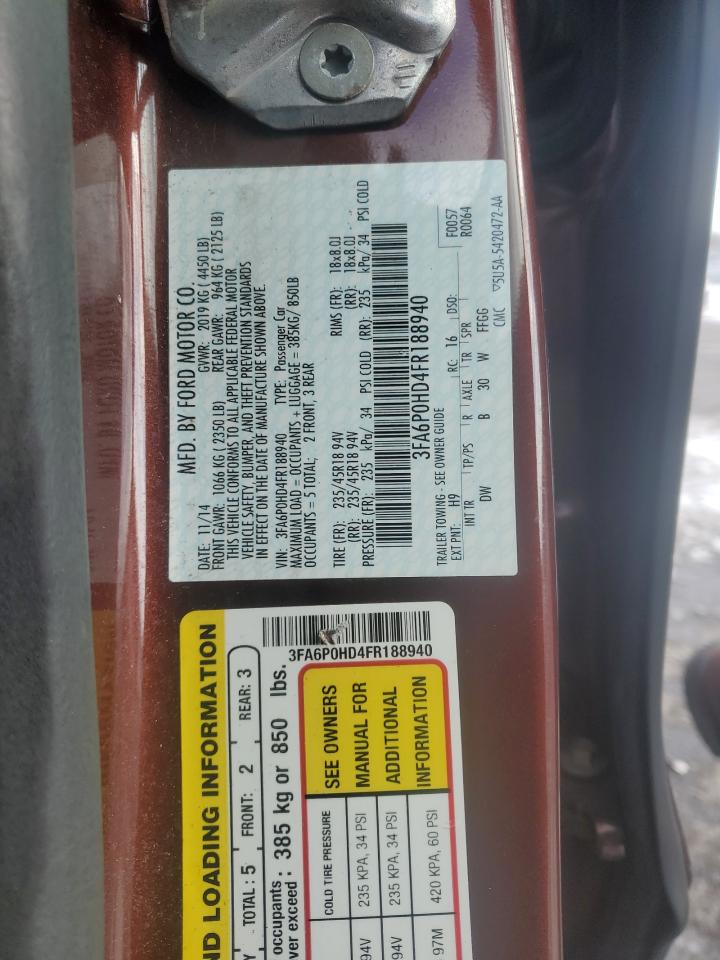 MFD. BY FORD MOTOR CO.
DATE: 11/14 GVWR: 2019 KG (4450 LB)
FRONT GAWR: 1066 KG (2350 LB) REAR GAWR: 964 KG (2125 LB)
THIS VEHICLE CONFORMS TO ALL APPLICABLE FEDERAL MOTOR
VEHICLE SAFETY, BUMPER, AND THEFT PREVENTION STANDARDS
IN EFFECT ON THE DATE OF MANUFACTURE SHOWN ABOVE.
VIN: 3FA6P0HD4FR188940 TYPE: Passenger Car
MAXIMUM LOAD = OCCUPANTS + LUGGAGE = 385KG/ 850LB
OCCUPANTS = 5 TOTAL; 2 FRONT, 3 REAR
TIRE (FR): 235/45R18 94V RIMS (FR): 18x8.0J
(RR): 235/45R18 94V (RR): 18x8.0J
PRESSURE (FR): 235 kPa/ 34 PSI COLD (RR): 235 kPa/ 34 PSI COLD
3FA6P0HD4FR188940
TRAILER TOWING - SEE OWNER GUIDE F0057
EXT PNT: H9 RC: 16 DSO: R0064
INT TR TP/PS R AXLE TR SPR
DW B 30 W FFGG
CMC ▽5U5A-5420472-AA
ND LOADING INFORMATION
TOTAL: 5 FRONT: 2 REAR: 3
occupants
ver exceed : 385 kg or 850 lbs.
3FA6P0HD4FR188940
COLD TIRE PRESSURE
94V 235 KPA, 34 PSI
94V 235 KPA, 34 PSI
97M 420 KPA, 60 PSI
SEE OWNERS
MANUAL FOR
ADDITIONAL
INFORMATION